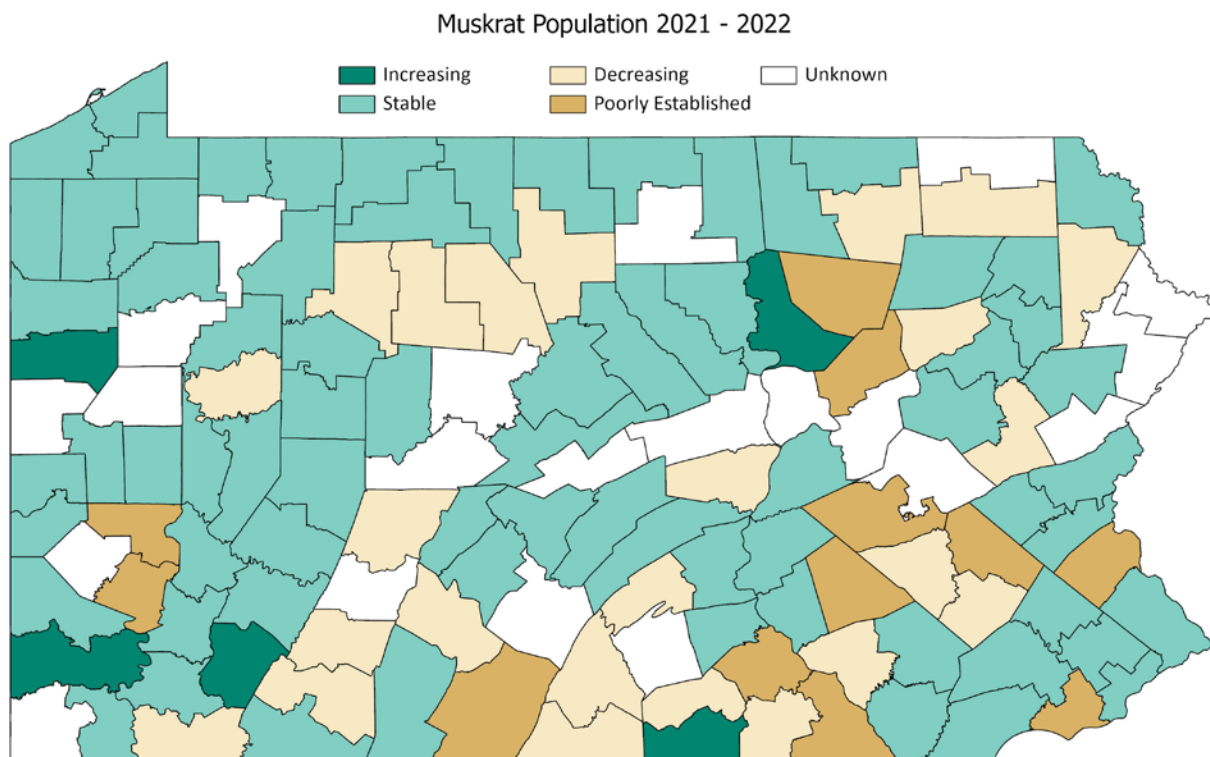 Muskrat Population 2021 - 2022
Increasing
Decreasing
Unknown
Stable
Poorly Established